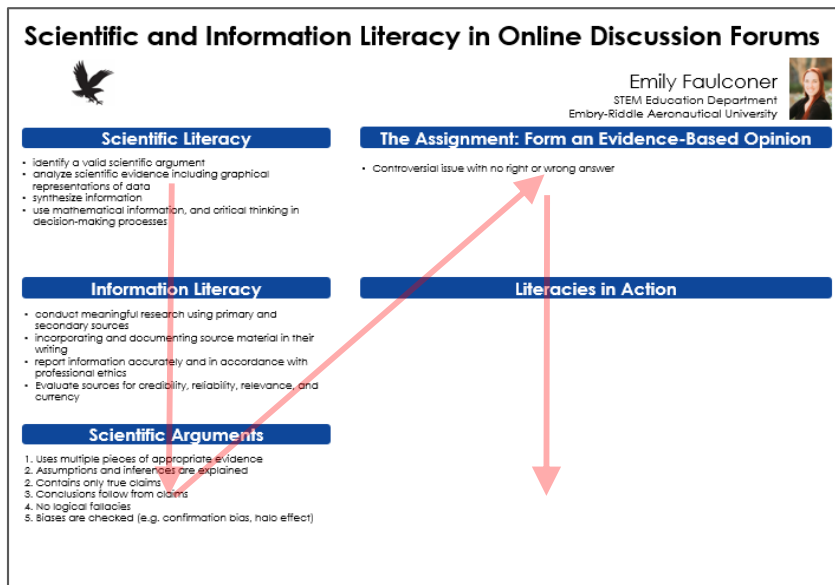 Scientific and Information Literacy in Online Discussion Forums
Emily Faulconer
STEM Education Department
Embry-Riddle Aeronautical University
Scientific Literacy
• identify a valid scientific argument
• analyze scientific evidence including graphical
representations of data
• synthesize information
• use mathematical information, and critical thinking in
decision-making processes
Information Literacy
• conduct meaningful research using primary and
secondary sources
• incorporating and documenting source material in their
writing
• report information accurately and in accordance with
professional ethics
• Evaluate sources for credibility, reliability, relevance, and
currency
Scientific Arguments
1. Uses multiple pieces of appropriate evidence
2. Assumptions and inferences are explained
2. Contains only true claims
3. Conclusions follow from claims
4. No logical fallacies
5. Biases are checked (e.g. confirmation bias, halo effect)
The Assignment: Form an Evidence-Based Opinion
• Controversial issue with no right or wrong answer
Literacies in Action